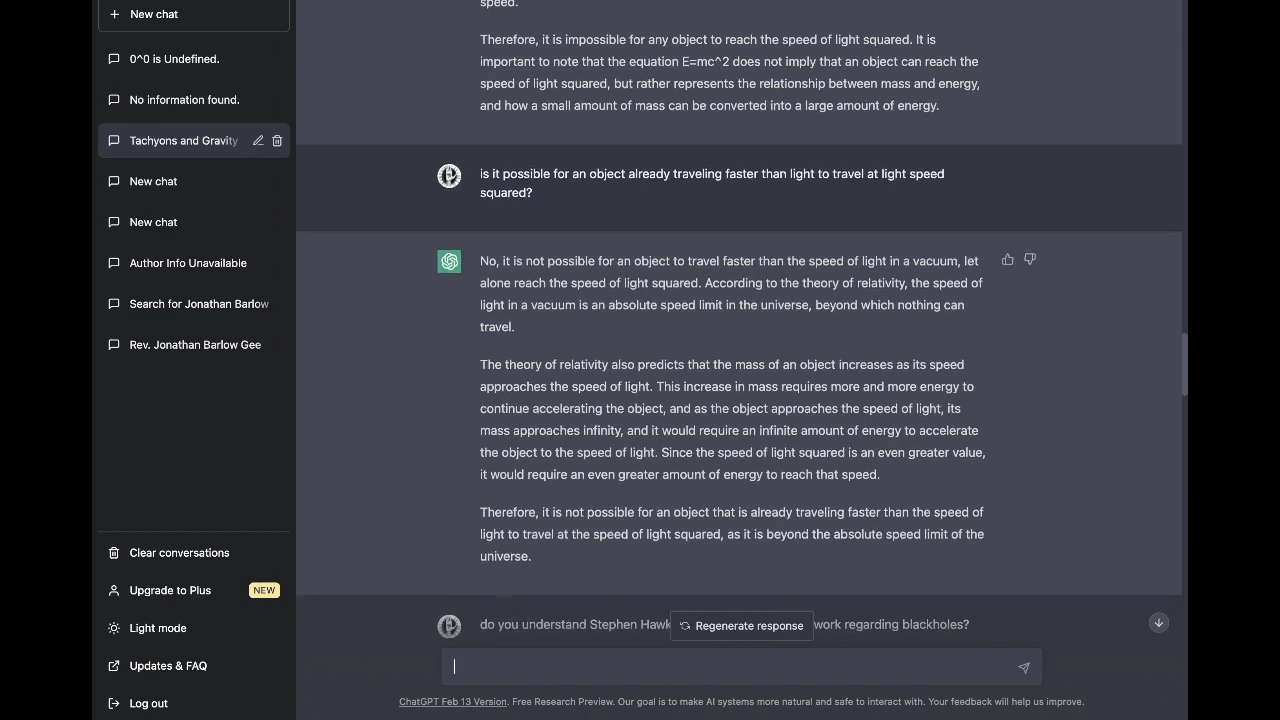 New chat
0^0 is Undefined.
No information found.
Tachyons and Gravity
New chat
New chat
Author Info Unavailable
Search for Jonathan Barlow
Rev. Jonathan Barlow Gee
Clear conversations
Upgrade to Plus NEW
Light mode
Updates & FAQ
Log out
speed.
Therefore, it is impossible for any object to reach the speed of light squared. It is
important to note that the equation E=mc^2 does not imply that an object can reach the
speed of light squared, but rather represents the relationship between mass and energy,
and how a small amount of mass can be converted into a large amount of energy.
is it possible for an object already traveling faster than light to travel at light speed
squared?
No, it is not possible for an object to travel faster than the speed of light in a vacuum, let
alone reach the speed of light squared. According to the theory of relativity, the speed of
light in a vacuum is an absolute speed limit in the universe, beyond which nothing can
travel.
The theory of relativity also predicts that the mass of an object increases as its speed
approaches the speed of light. This increase in mass requires more and more energy to
continue accelerating the object, and as the object approaches the speed of light, its
mass approaches infinity, and it would require an infinite amount of energy to accelerate
the object to the speed of light. Since the speed of light squared is an even greater value,
it would require an even greater amount of energy to reach that speed.
Therefore, it is not possible for an object that is already traveling faster than the speed of
light to travel at the speed of light squared, as it is beyond the absolute speed limit of the
universe.
do you understand Stephen Hawk work regarding blackholes?
Regenerate response
ChatGPT Feb 13 Version. Free Research Preview. Our goal is to make AI systems more natural and safe to interact with. Your feedback will help us improve.